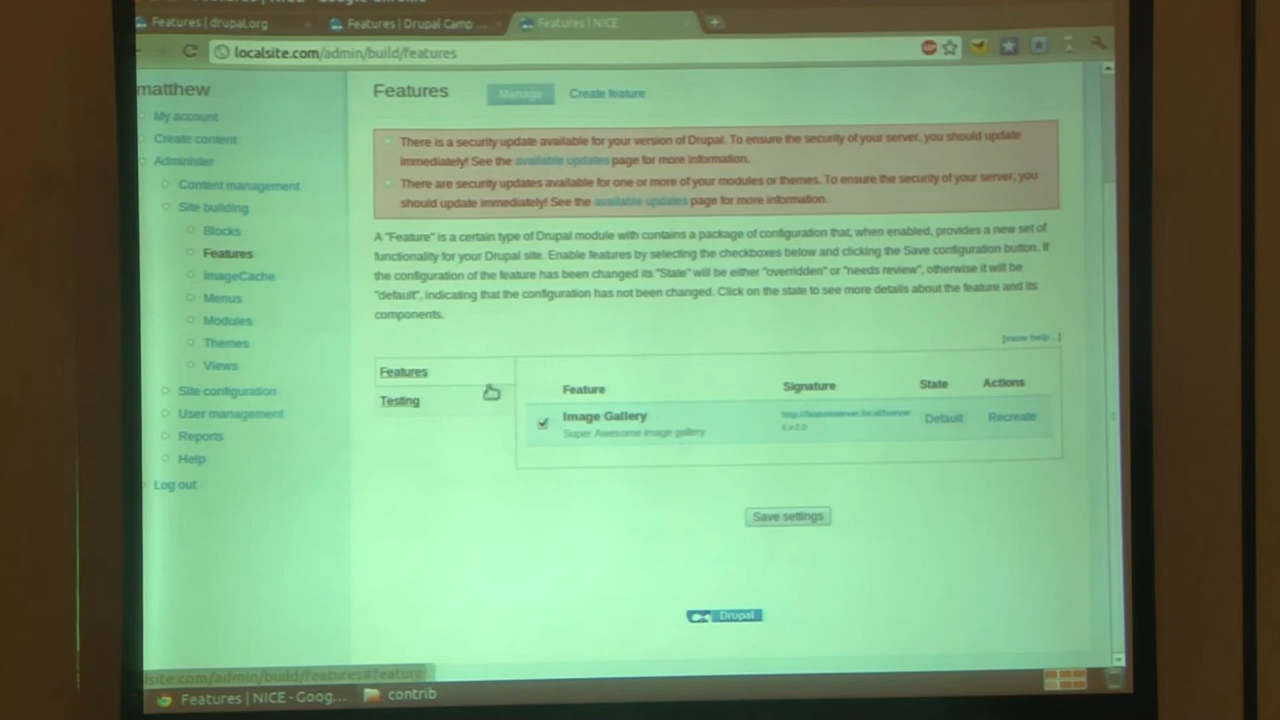 Features | drupal.org
Features | Drupal Camp ...
Features | NICE
localsite.com/admin/build/features
matthew
My account
Create content
Administer
Content management
Site building
Blocks
Features
ImageCache
Menus
Modules
Themes
Views
Site configuration
User management
Reports
Help
Log out
Features
Manage
Create feature
There is a security update available for your version of Drupal. To ensure the security of your server, you should update
immediately! See the available updates page for more information.
There are security updates available for one or more of your modules or themes. To ensure the security of your server, you
should update immediately! See the available updates page for more information.
A "Feature" is a certain type of Drupal module with contains a package of configuration that, when enabled, provides a new set of
functionality for your Drupal site. Enable features by selecting the checkboxes below and clicking the Save configuration button. If
the configuration of the feature has been changed its "State" will be either "overridden" or "needs review", otherwise it will be
"default", indicating that the configuration has not been changed. Click on the state to see more details about the feature and its
components.
[more help...]
Features
Testing
Feature Signature State Actions
Image Gallery Default Recreate
Super Awesome image gallery
Save settings
Drupal
lsite.com/admin/build/features#feature
Features | NICE - Goog...
contrib